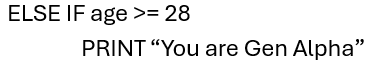 ELSE IF age >= 28
PRINT “You are Gen Alpha”